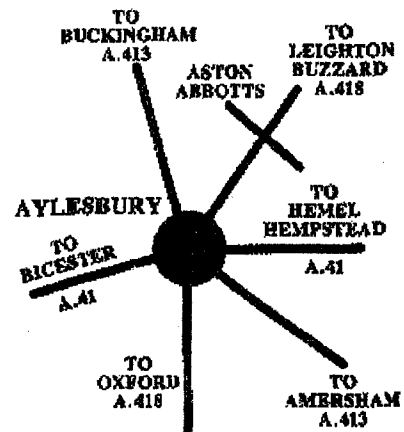 TO
BUCKINGHAM
A.413
TO
LEIGHTON
BUZZARD
A.418
ASTON
ABBOTTS
AYLESBURY
TO
HEMEL
HEMPSTEAD
A.41
TO
BICESTER
A.41
TO
OXFORD
A.418
TO
AMERSHAM
A.413